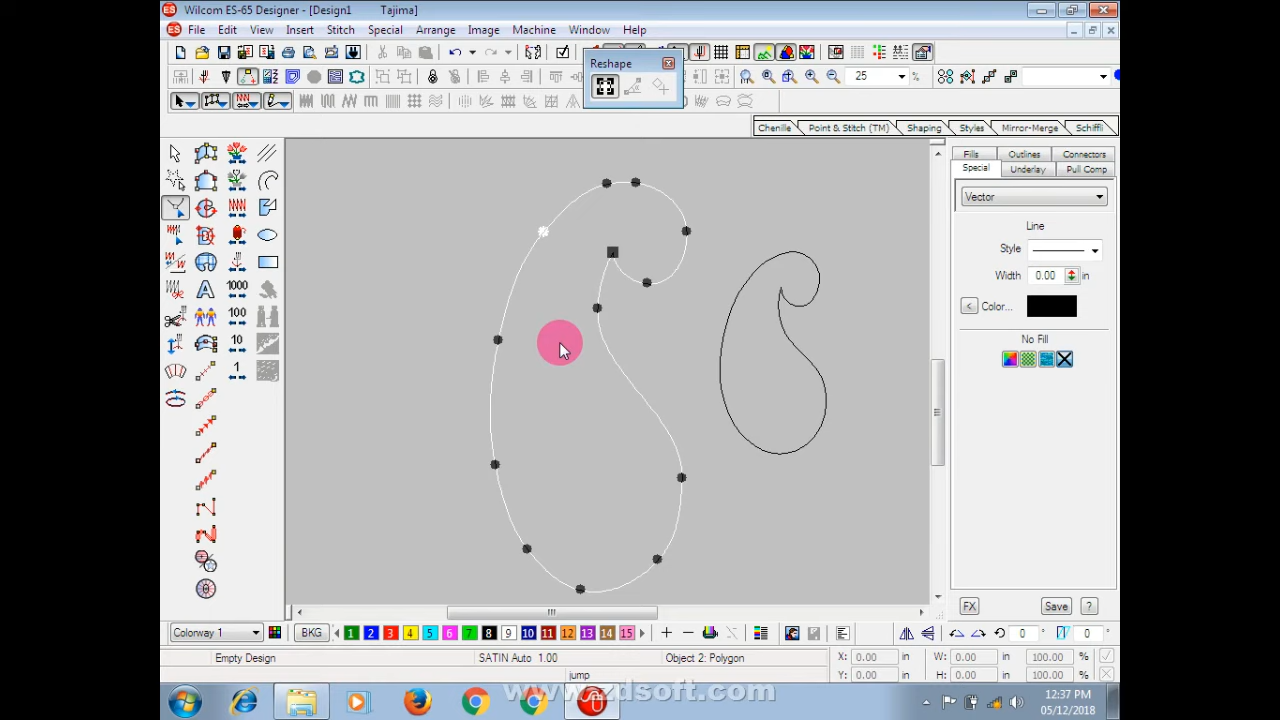 Wilcom ES-65 Designer - [Design1 Tajima]
File Edit View Insert Stitch Special Arrange Image Machine Window Help
Reshape
25
Chenille Point & Stitch (TM) Shaping Styles Mirror-Merge Schiffli
Fills Outlines Connectors
Special Underlay Pull Comp
Vector
Line
Style
Width 0.00 in
< Color...
No Fill
1000
100
10
1
FX Save ?
Colorway 1 BKG 1 2 3 4 5 6 7 8 9 10 11 12 13 14 15 0 ° 0 °
Empty Design SATIN Auto 1.00 Object 2: Polygon X: 0.00 in W: 0.00 in 100.00 %
jump Y: 0.00 in H: 0.00 in 100.00 %
www.zdsoft.com
12:37 PM
05/12/2018